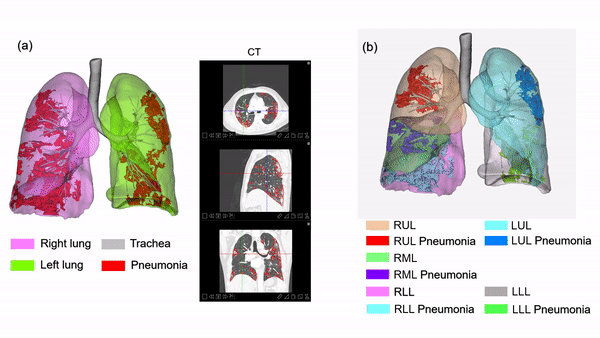 (a)
CT
(b)
Right lung
Trachea
Left lung
Pneumonia
RUL
LUL
RUL Pneumonia
LUL Pneumonia
RML
RML Pneumonia
RLL
LLL
RLL Pneumonia
LLL Pneumonia